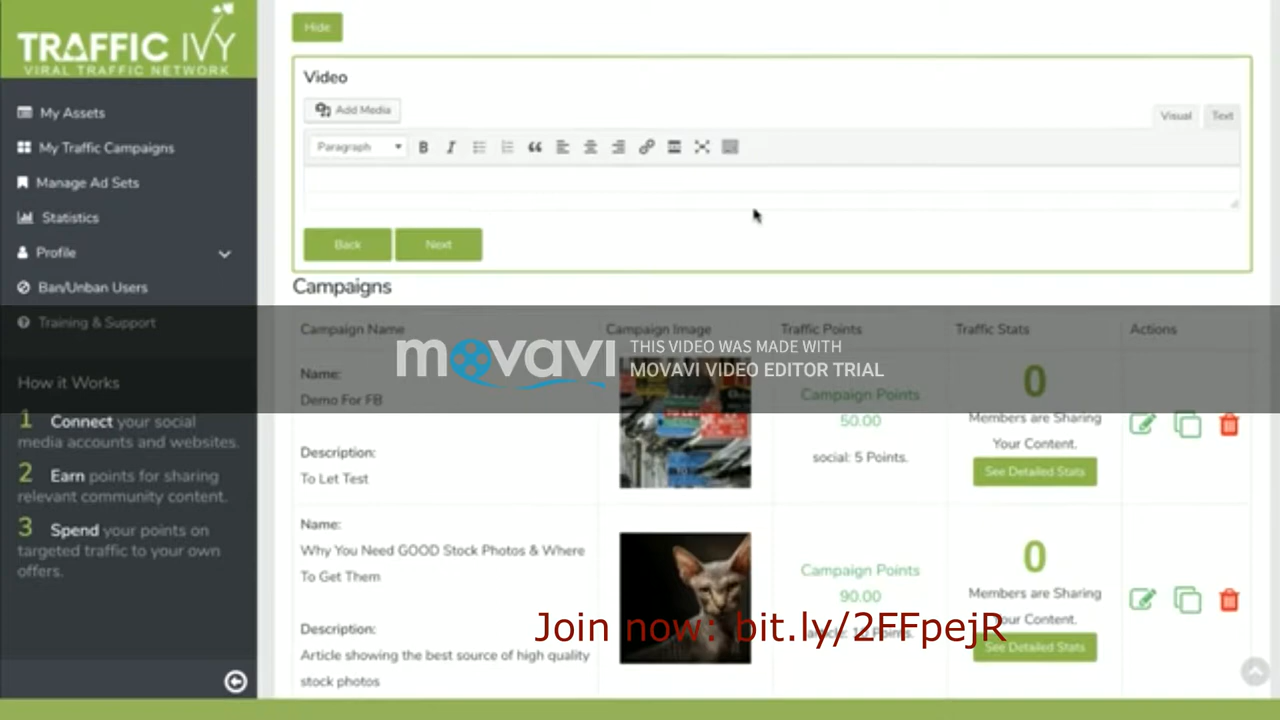 TRAFFIC IVY
VIRAL TRAFFIC NETWORK
My Assets
My Traffic Campaigns
Manage Ad Sets
Statistics
Profile
Ban/Unban Users
Training & Support
How it Works
1 Connect your social
media accounts and websites.
2 Earn points for sharing
relevant community content.
3 Spend your points on
targeted traffic to your own
offers.
Hide
Video
Add Media
Visual Text
Paragraph
Back Next
Campaigns
Campaign Name Campaign Image Traffic Points Traffic Stats Actions
movavi
THIS VIDEO WAS MADE WITH
MOVAVI VIDEO EDITOR TRIAL
Name:
Demo For FB
Description:
To Let Test
Campaign Points
50.00
social: 5 Points.
0
Members are Sharing
Your Content.
See Detailed Stats
Name:
Why You Need GOOD Stock Photos & Where
To Get Them
Description:
Article showing the best source of high quality
stock photos
Campaign Points
90.00
0
Members are Sharing
Your Content.
See Detailed Stats
Join now: bit.ly/2FFpejR